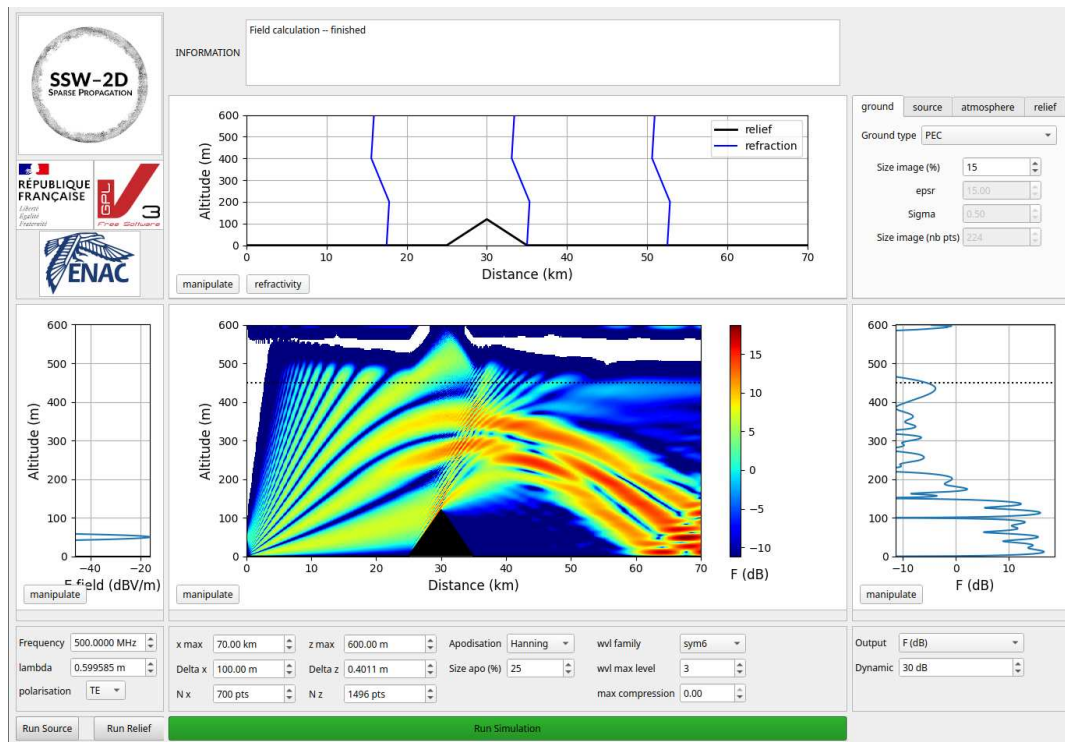 SSW-2D
SPARSE PROPAGATION
RÉPUBLIQUE
FRANÇAISE
Liberté
Égalité
Fraternité
GPL
v3
Free Software
ENAC
INFORMATION
Field calculation -- finished
600
500
400
300
200
100
0
Altitude (m)
relief
refraction
0 10 20 30 40 50 60 70
Distance (km)
manipulate refractivity
ground source atmosphere relief
Ground type PEC
Size image (%) 15
epsr 15.00
Sigma 0.50
Size image (nb pts) 224
600
500
400
300
200
100
0
Altitude (m)
−40 −20
E field (dBV/m)
manipulate
600
500
400
300
200
100
0
Altitude (m)
0 10 20 30 40 50 60 70
Distance (km)
manipulate
15
10
5
0
−5
−10
F (dB)
600
500
400
300
200
100
0
Altitude (m)
−10 0 10
F (dB)
manipulate
Frequency 500.0000 MHz
lambda 0.599585 m
polarisation TE
x max 70.00 km z max 600.00 m Apodisation Hanning wvl family sym6
Delta x 100.00 m Delta z 0.4011 m Size apo (%) 25 wvl max level 3
N x 700 pts N z 1496 pts max compression 0.00
Output F (dB)
Dynamic 30 dB
Run Source Run Relief Run Simulation